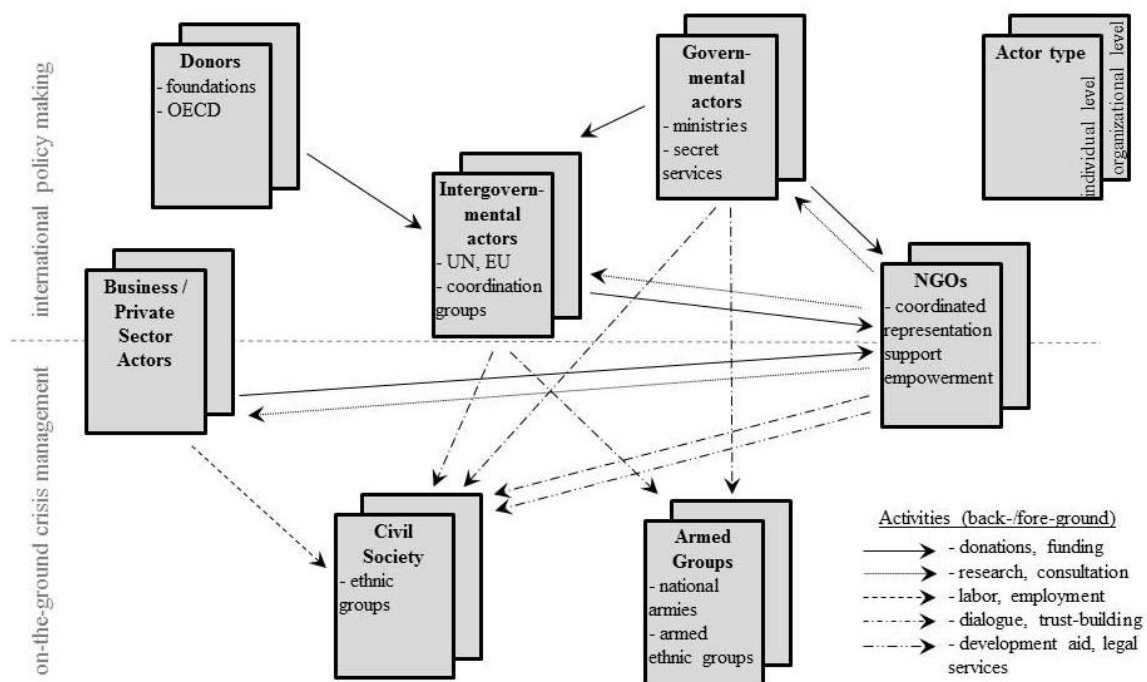 international policy making
on-the-ground crisis management
Donors
- foundations
- OECD
Govern-
mental
actors
- ministries
- secret
services
Actor type
individual level
organizational level
Intergovern-
mental
actors
- UN, EU
- coordination
groups
Business /
Private
Sector
Actors
NGOs
- coordinated
representation
support
empowerment
Civil
Society
- ethnic
groups
Armed
Groups
- national
armies
- armed
ethnic groups
Activities (back-/fore-ground)
- donations, funding
- research, consultation
- labor, employment
- dialogue, trust-building
- development aid, legal
services